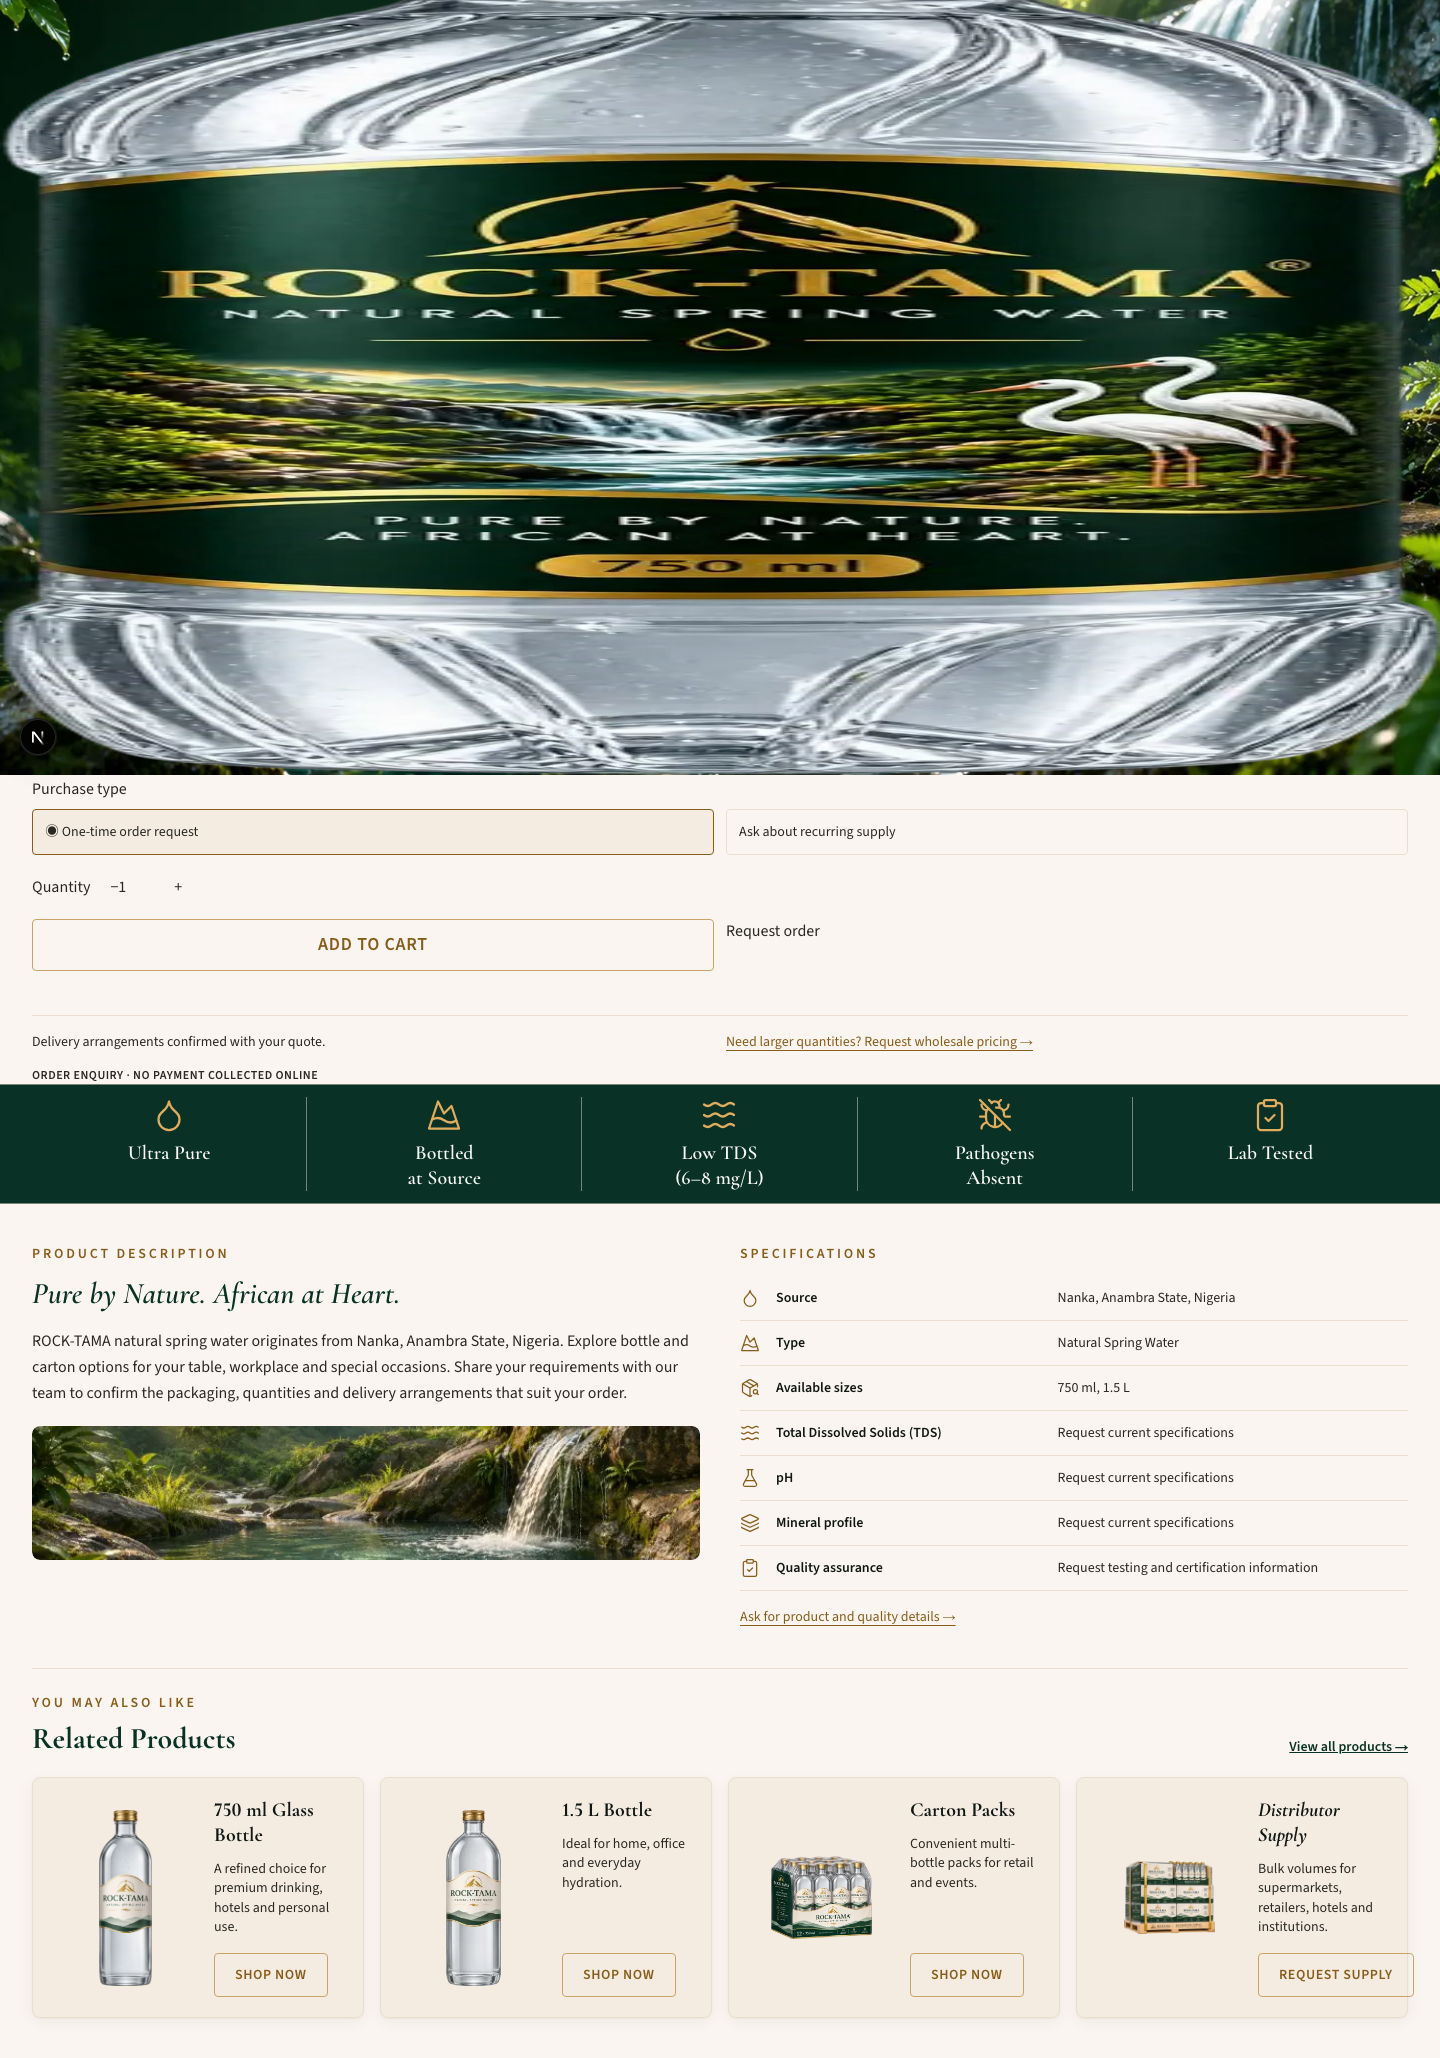 ROCK-TAMA®
NATURAL SPRING WATER
PURE BY NATURE.
AFRICAN AT HEART.
750 ml
N
Purchase type
One-time order request
Ask about recurring supply
Quantity −1 +
ADD TO CART
Request order
Delivery arrangements confirmed with your quote.
Need larger quantities? Request wholesale pricing →
ORDER ENQUIRY · NO PAYMENT COLLECTED ONLINE
Ultra Pure
Bottled
at Source
Low TDS
(6–8 mg/L)
Pathogens
Absent
Lab Tested
PRODUCT DESCRIPTION
Pure by Nature. African at Heart.
ROCK-TAMA natural spring water originates from Nanka, Anambra State, Nigeria. Explore bottle and
carton options for your table, workplace and special occasions. Share your requirements with our
team to confirm the packaging, quantities and delivery arrangements that suit your order.
SPECIFICATIONS
Source Nanka, Anambra State, Nigeria
Type Natural Spring Water
Available sizes 750 ml, 1.5 L
Total Dissolved Solids (TDS) Request current specifications
pH Request current specifications
Mineral profile Request current specifications
Quality assurance Request testing and certification information
Ask for product and quality details →
YOU MAY ALSO LIKE
Related Products
View all products →
ROCK-TAMA
750 ml Glass
Bottle
A refined choice for
premium drinking,
hotels and personal
use.
SHOP NOW
ROCK-TAMA
1.5 L Bottle
Ideal for home, office
and everyday
hydration.
SHOP NOW
ROCK-TAMA
Carton Packs
Convenient multi-
bottle packs for retail
and events.
SHOP NOW
Distributor
Supply
Bulk volumes for
supermarkets,
retailers, hotels and
institutions.
REQUEST SUPPLY